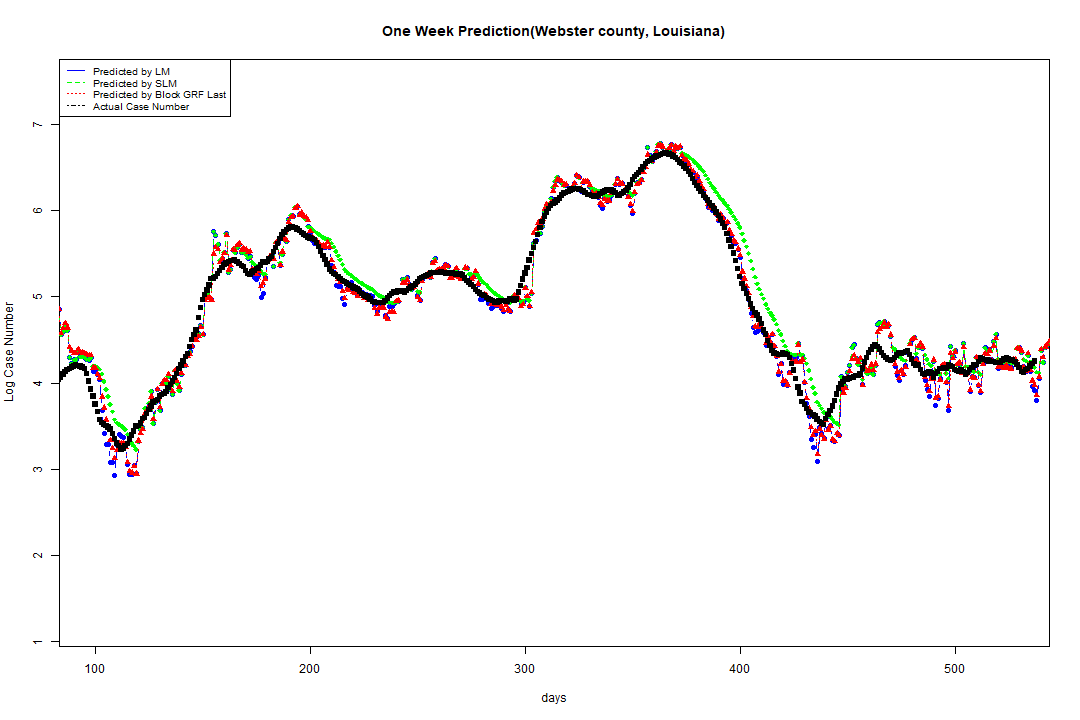 One Week Prediction(Webster county, Louisiana)
Predicted by LM
Predicted by SLM
Predicted by Block GRF Last
Actual Case Number
Log Case Number
7
6
5
4
3
2
1
100 200 300 400 500
days